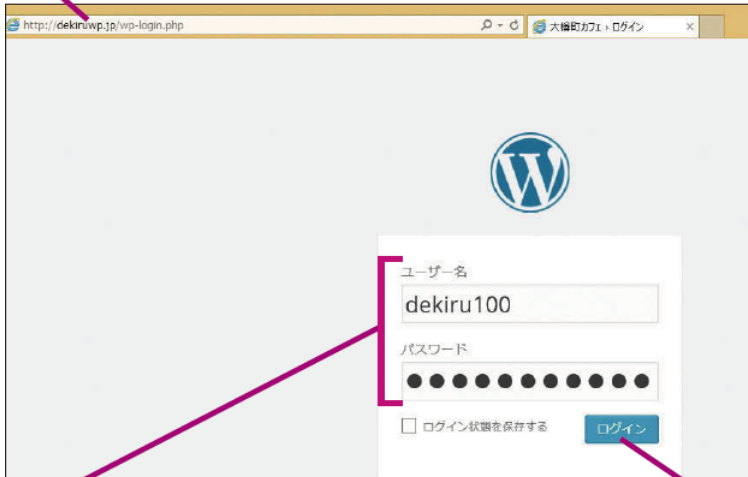 http://dekiruwp.jp/wp-login.php
大橋町カフェ › ログイン
ユーザー名
dekiru100
パスワード
●●●●●●●●●●●
ログイン状態を保存する
ログイン